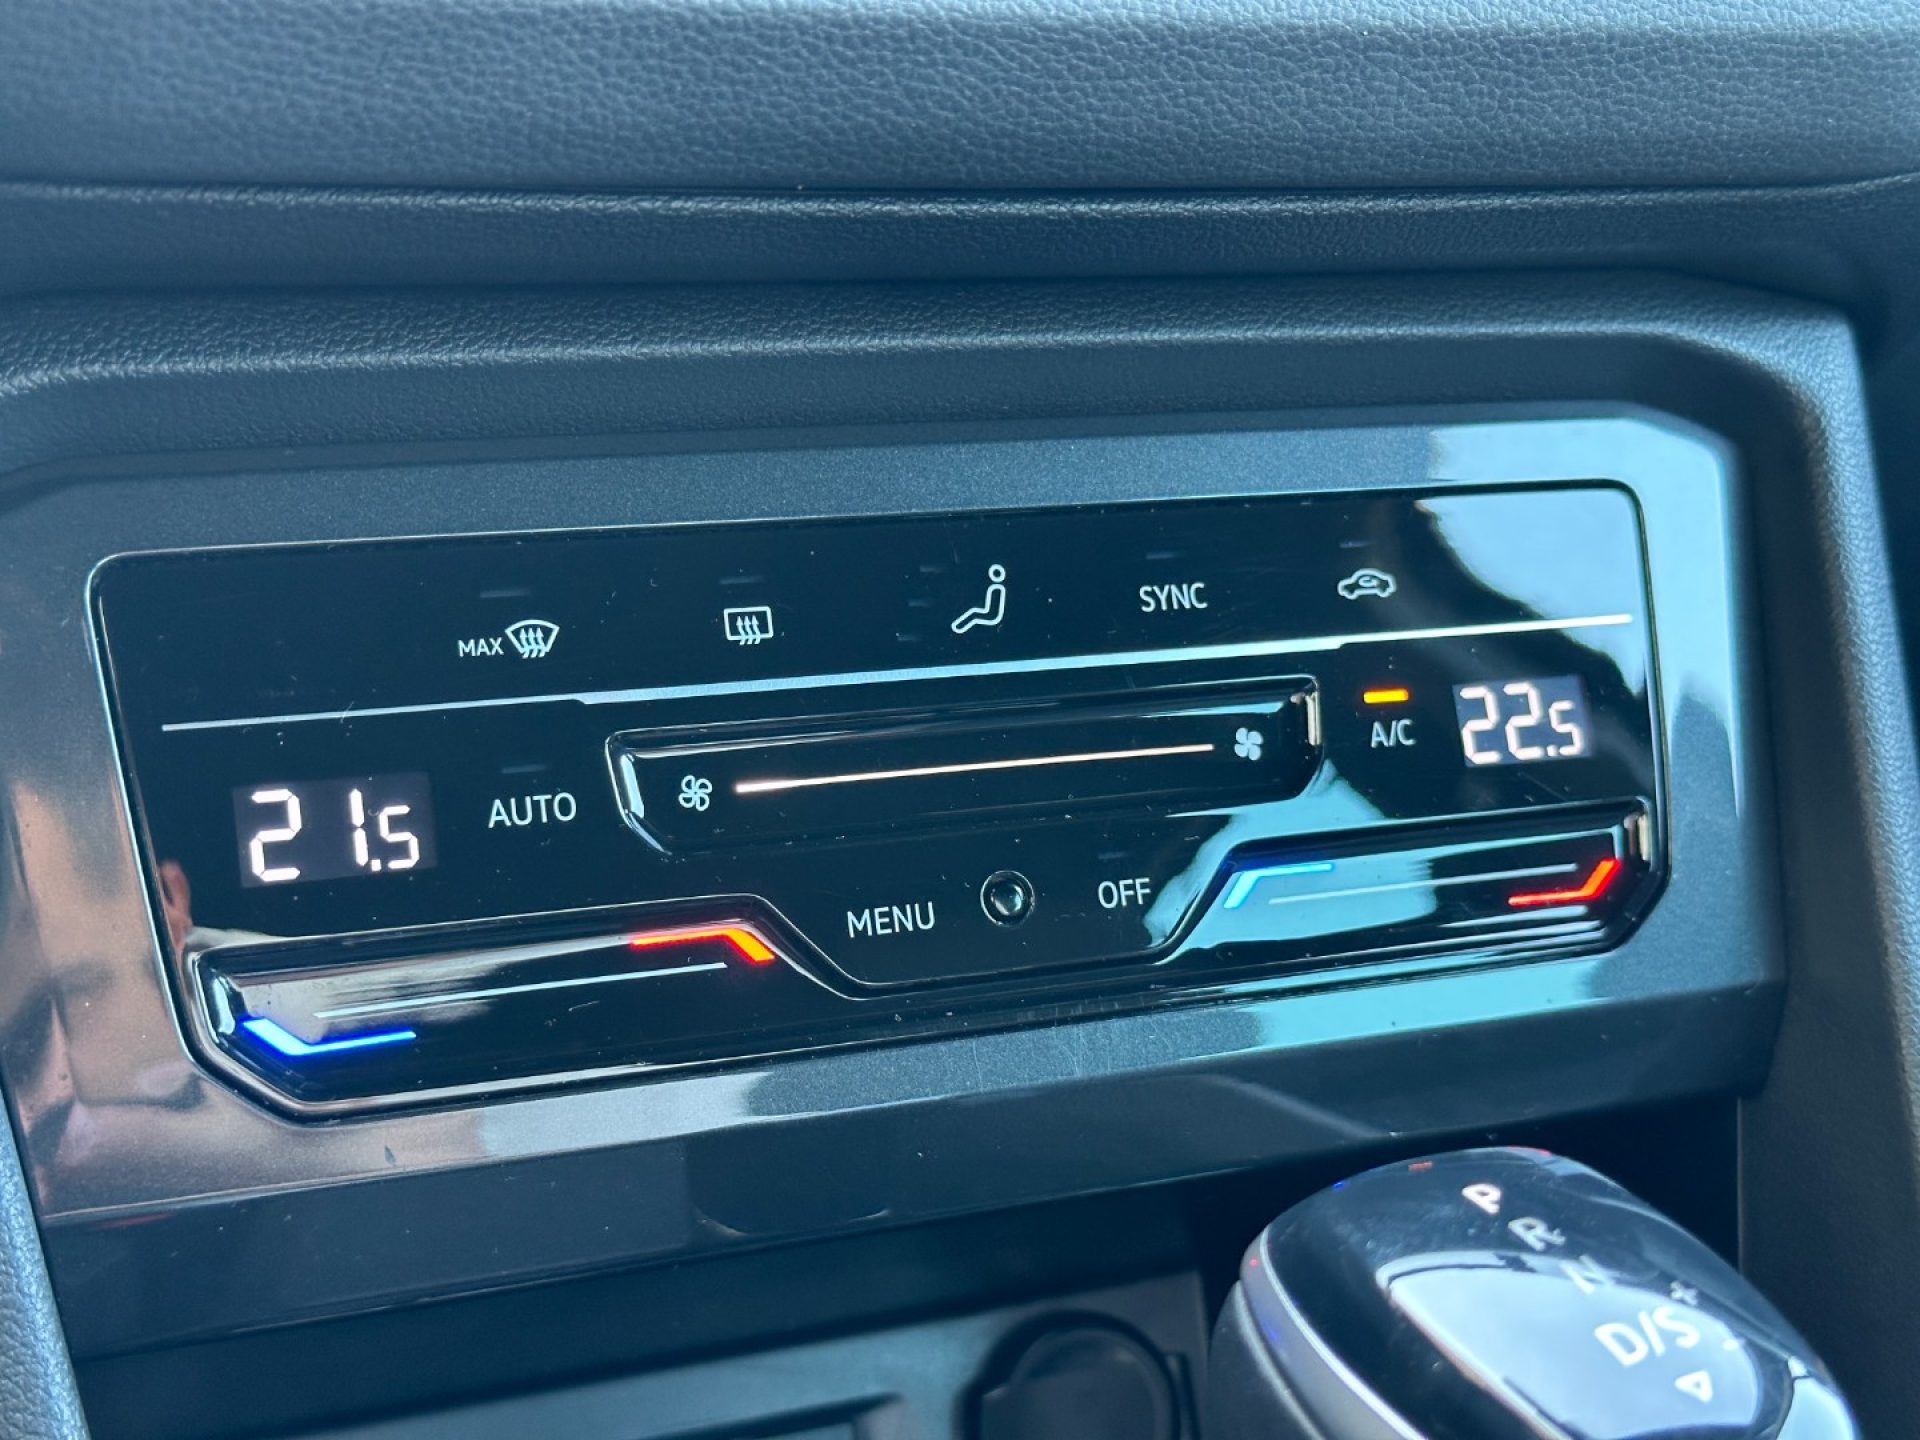 MAX
SYNC
21.5
AUTO
A/C
22.5
MENU
OFF
P
R
N
D/S
+
-